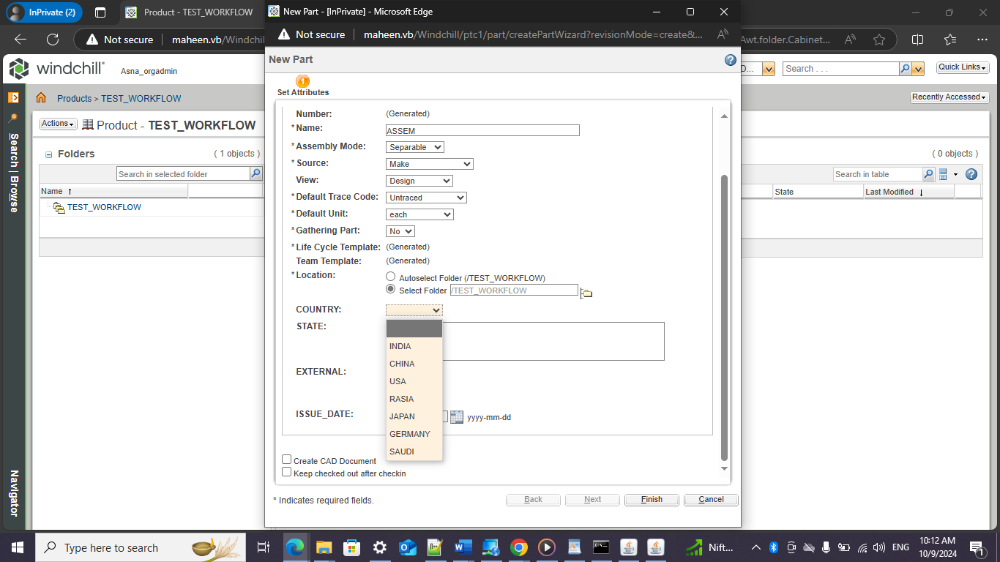 InPrivate (2)
Product - TEST_WORKFLOW
New Part - [InPrivate] - Microsoft Edge
Not secure
maheen.vb/Windchil
Not secure
maheen.vb/Windchill/ptc1/part/createPartWizard?revisionMode=create&...
Awt.folder.Cabinet...
windchill
Asna_orgadmin
D...
Search . . .
Quick Links
New Part
1
Set Attributes
Products > TEST_WORKFLOW
Recently Accessed
Actions
Product - TEST_WORKFLOW
Search | Browse
Navigator
Folders
( 1 objects )
( 0 objects )
Search in selected folder
Search in table
Name ↑
State
Last Modified ↓
TEST_WORKFLOW
Number: (Generated)
* Name: ASSEM
* Assembly Mode: Separable
* Source: Make
View: Design
* Default Trace Code: Untraced
* Default Unit: each
* Gathering Part: No
* Life Cycle Template: (Generated)
Team Template: (Generated)
* Location: Autoselect Folder (/TEST_WORKFLOW)
Select Folder /TEST_WORKFLOW
COUNTRY:
STATE:
INDIA
CHINA
EXTERNAL:
USA
RASIA
ISSUE_DATE:
JAPAN
yyyy-mm-dd
GERMANY
SAUDI
Create CAD Document
Keep checked out after checkin
* Indicates required fields.
Back
Next
Finish
Cancel
Type here to search
Nift...
ENG
10:12 AM
10/9/2024
1